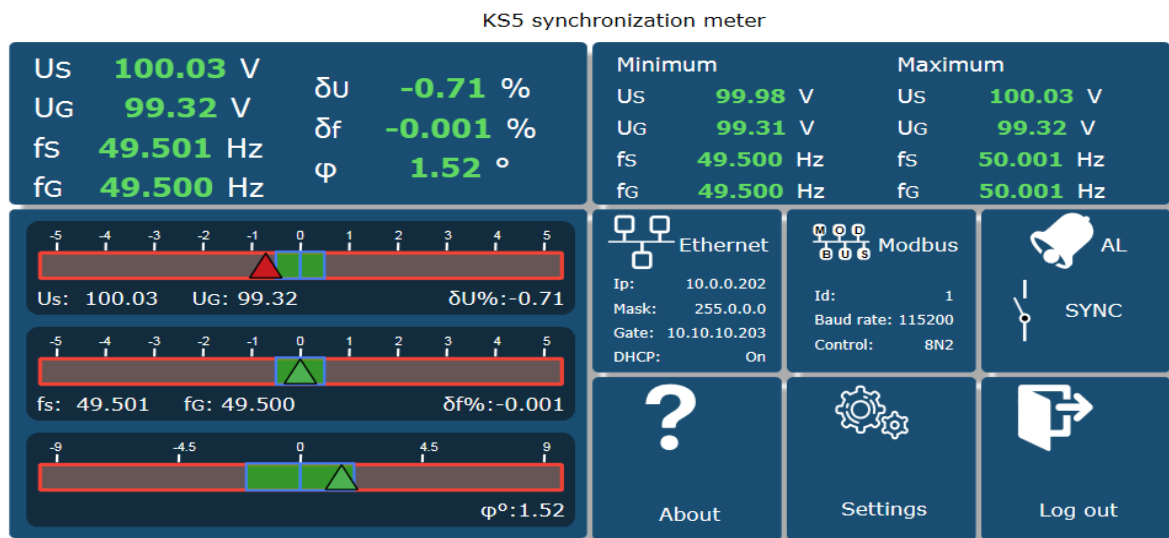 KS5 synchronization meter
Us 100.03 V
UG 99.32 V
fs 49.501 Hz
fG 49.500 Hz
δU -0.71 %
δf -0.001 %
φ 1.52 °
Minimum
Us 99.98 V
UG 99.31 V
fs 49.500 Hz
fG 49.500 Hz
Maximum
Us 100.03 V
UG 99.32 V
fs 50.001 Hz
fG 50.001 Hz
-5 -4 -3 -2 -1 0 1 2 3 4 5
Us: 100.03 UG: 99.32 δU%:-0.71
-5 -4 -3 -2 -1 0 1 2 3 4 5
fs: 49.501 fG: 49.500 δf%:-0.001
-9 -4.5 0 4.5 9
φ°:1.52
Ethernet
Ip: 10.0.0.202
Mask: 255.0.0.0
Gate: 10.10.10.203
DHCP: On
MOD
BUS
Modbus
Id: 1
Baud rate: 115200
Control: 8N2
AL
SYNC
?
About
Settings
Log out